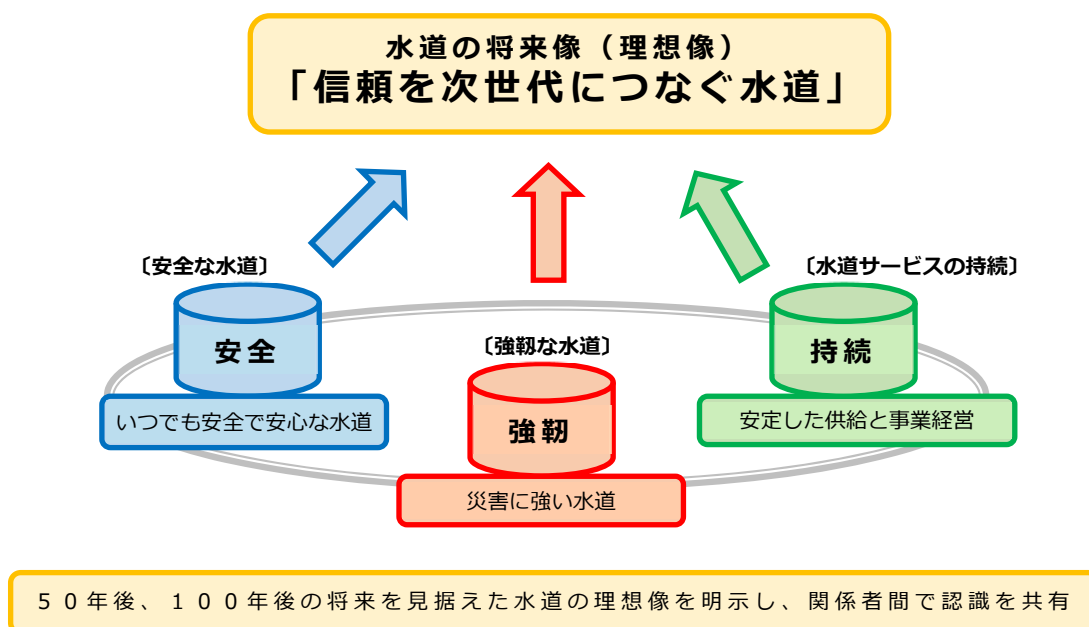 水道の将来像（理想像）
「信頼を次世代につなぐ水道」
〔安全な水道〕
安全
いつでも安全で安心な水道
〔強靭な水道〕
強靭
災害に強い水道
〔水道サービスの持続〕
持続
安定した供給と事業経営
５０年後、１００年後の将来を見据えた水道の理想像を明示し、関係者間で認識を共有